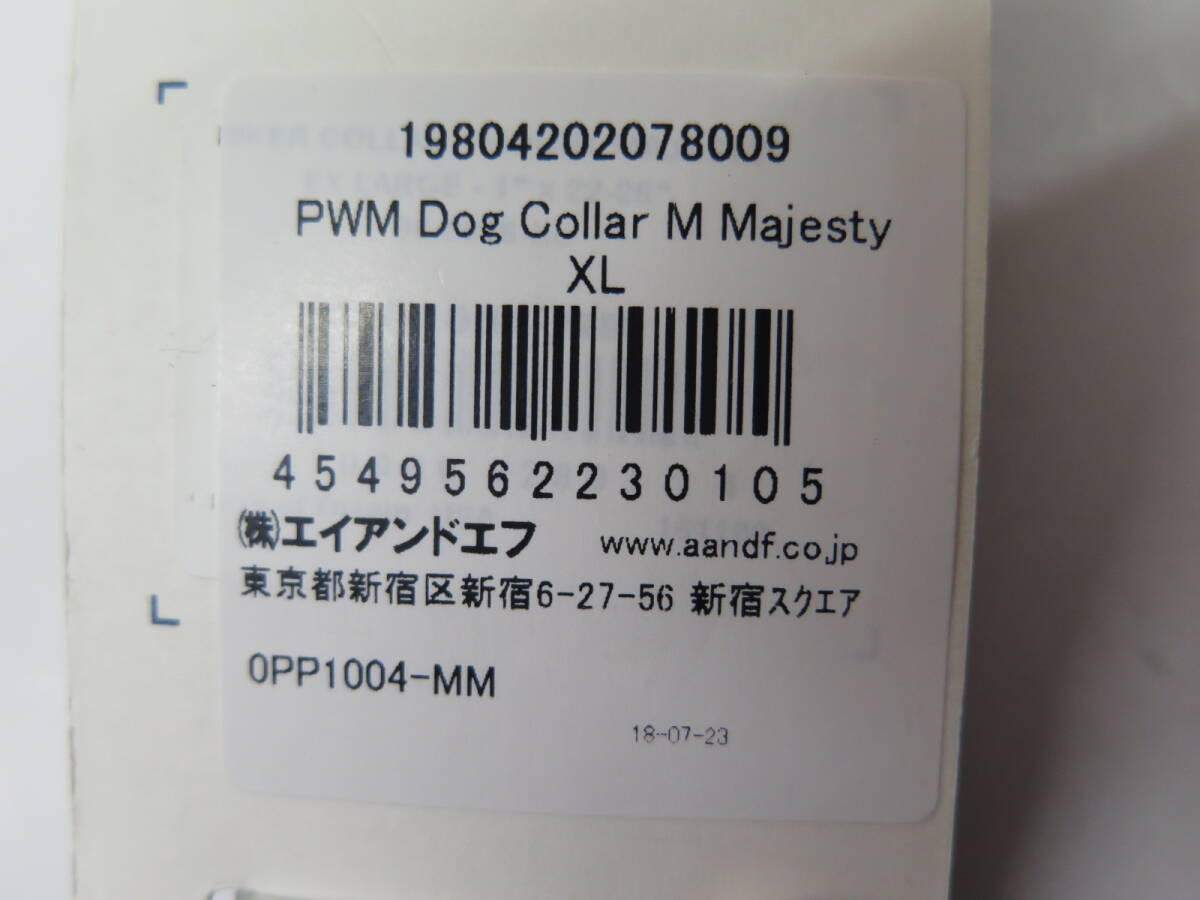 19804202078009
PWM Dog Collar M Majesty
XL
4549562230105
㈱エイアンドエフ www.aandf.co.jp
東京都新宿区新宿6-27-56 新宿スクエア
OPP1004-MM
18-07-23